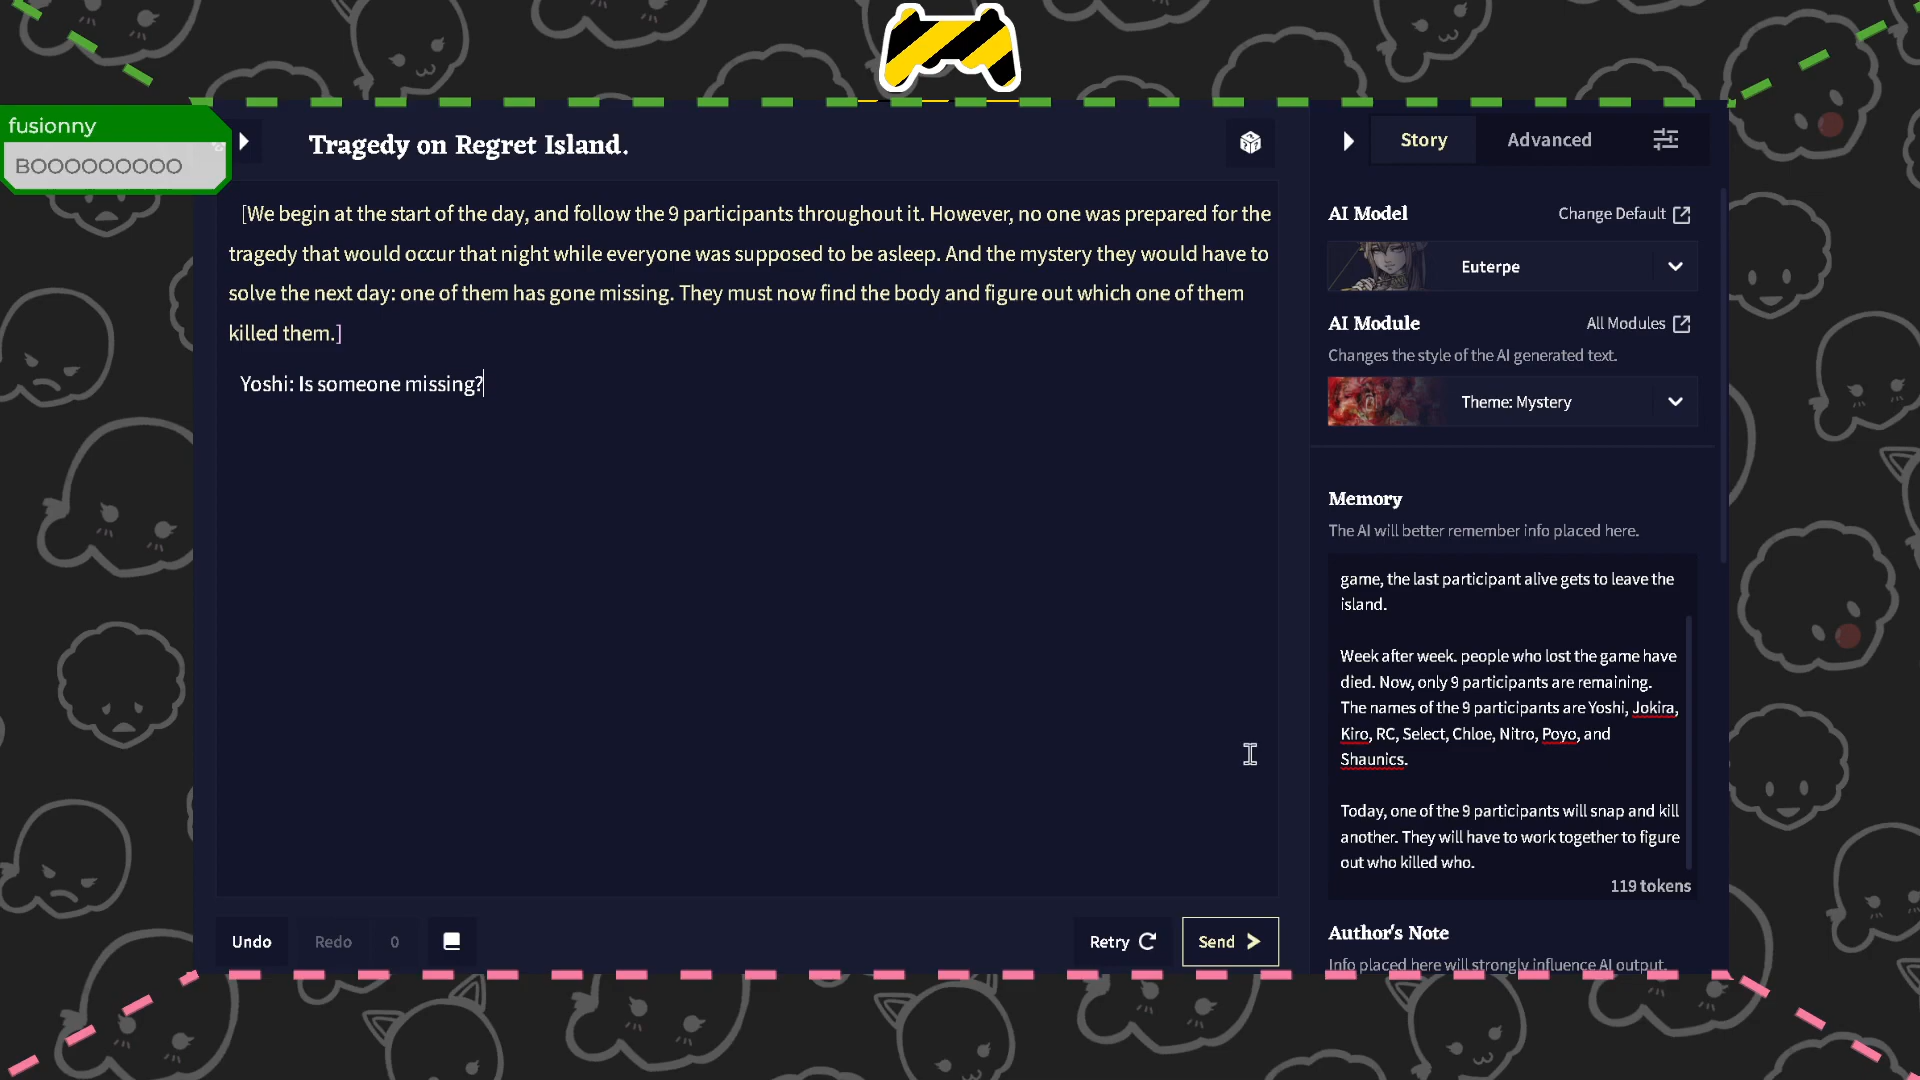 fusionny
BOOOOOOOOO
Tragedy on Regret Island.
[We begin at the start of the day, and follow the 9 participants throughout it. However, no one was prepared for the
tragedy that would occur that night while everyone was supposed to be asleep. And the mystery they would have to
solve the next day: one of them has gone missing. They must now find the body and figure out which one of them
killed them.]
Yoshi: Is someone missing?
Undo
Redo
0
Retry
Send
Story
Advanced
AI Model
Change Default
Euterpe
AI Module
All Modules
Changes the style of the AI generated text.
Theme: Mystery
Memory
The AI will better remember info placed here.
game, the last participant alive gets to leave the
island.
Week after week. people who lost the game have
died. Now, only 9 participants are remaining.
The names of the 9 participants are Yoshi, Jokira,
Kiro, RC, Select, Chloe, Nitro, Poyo, and
Shaunics.
Today, one of the 9 participants will snap and kill
another. They will have to work together to figure
out who killed who.
119 tokens
Author's Note
Info placed here will strongly influence AI output.